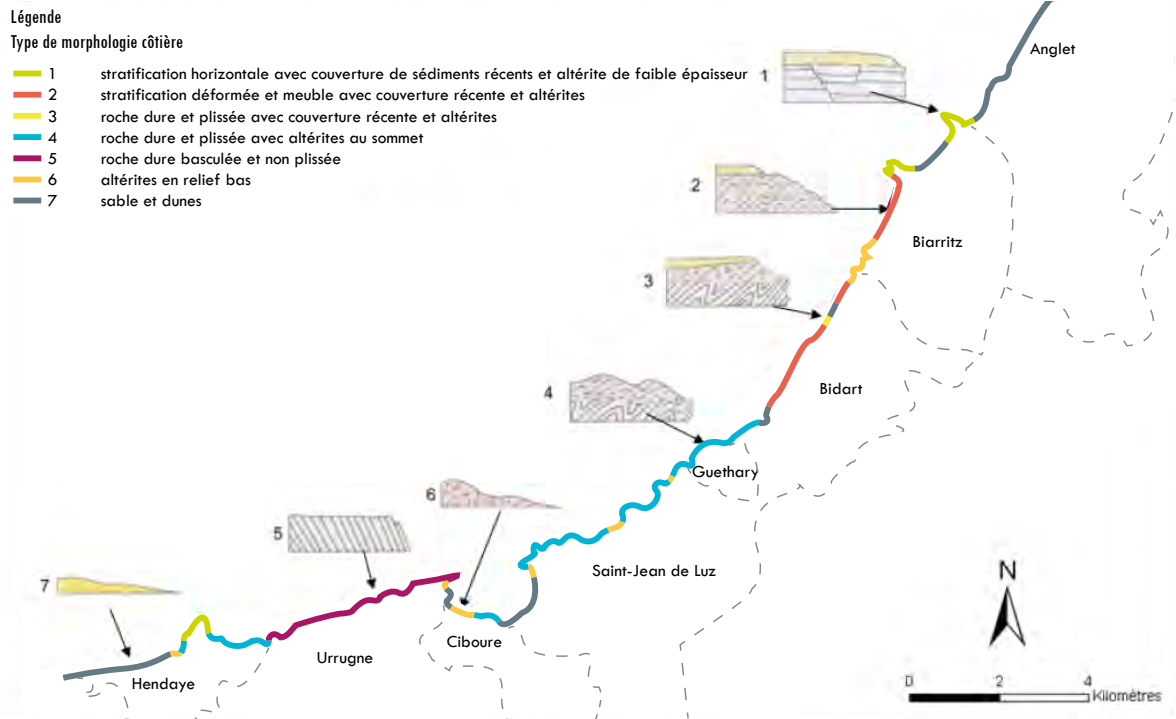 Légende
Type de morphologie côtière
1 stratification horizontale avec couverture de sédiments récents et altérite de faible épaisseur
2 stratification déformée et meuble avec couverture récente et altérites
3 roche dure et plissée avec couverture récente et altérites
4 roche dure et plissée avec altérites au sommet
5 roche dure basculée et non plissée
6 altérites en relief bas
7 sable et dunes
Anglet
1
2
Biarritz
3
Bidart
4
Guethary
6
5
Saint-Jean de Luz
7
Ciboure
Urrugne
Hendaye
N
0 2 4
Kilomètres